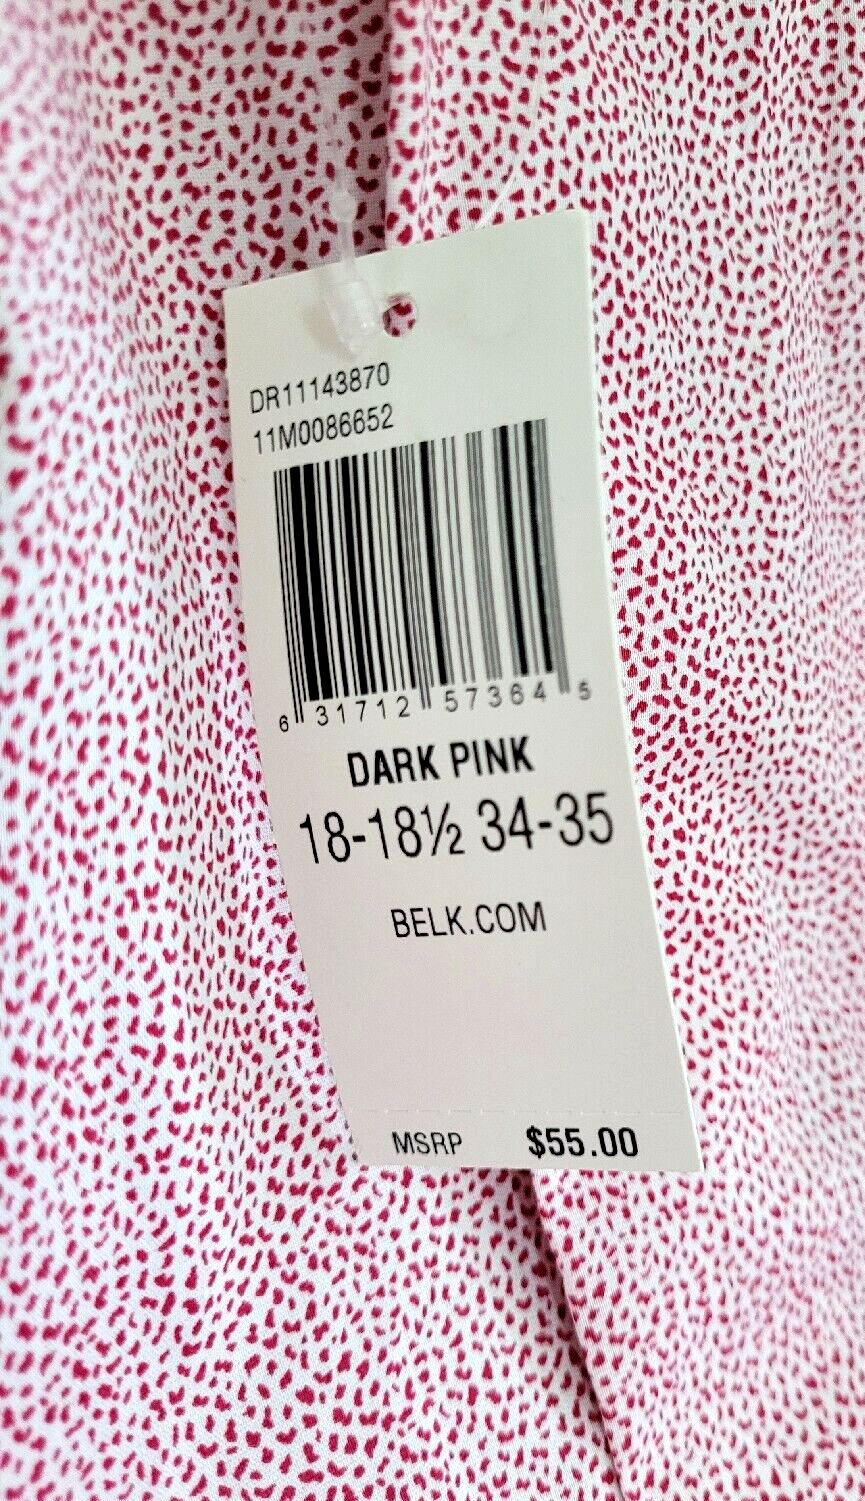 DR11143870
11M0086652
6 31712 57364 5
DARK PINK
18-18½ 34-35
BELK.COM
MSRP $55.00